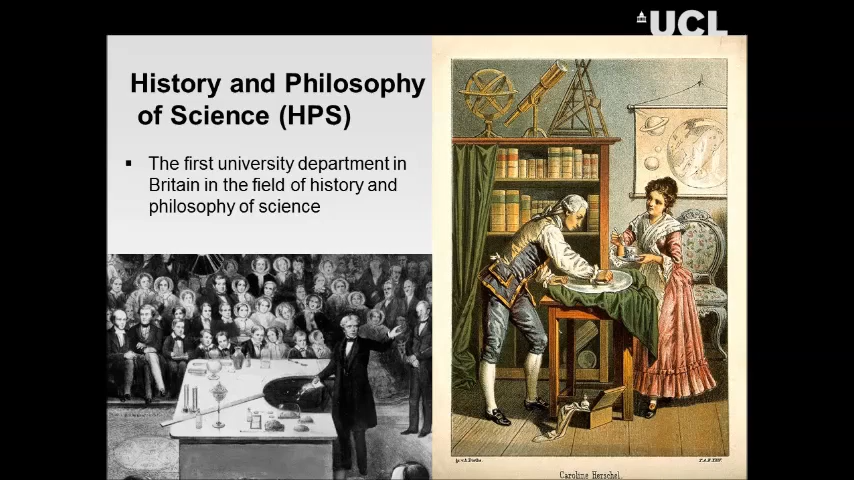 UCL
History and Philosophy
of Science (HPS)
The first university department in
Britain in the field of history and
philosophy of science
Caroline Herschel.